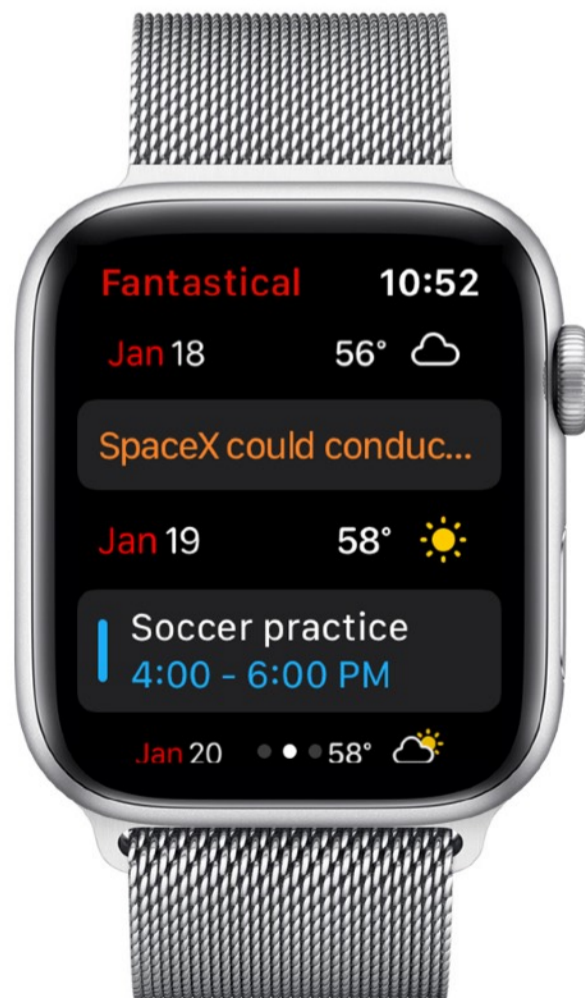 Fantastical 10:52
Jan 18 56°
SpaceX could conduc...
Jan 19 58°
Soccer practice
4:00 - 6:00 PM
Jan 20 58°